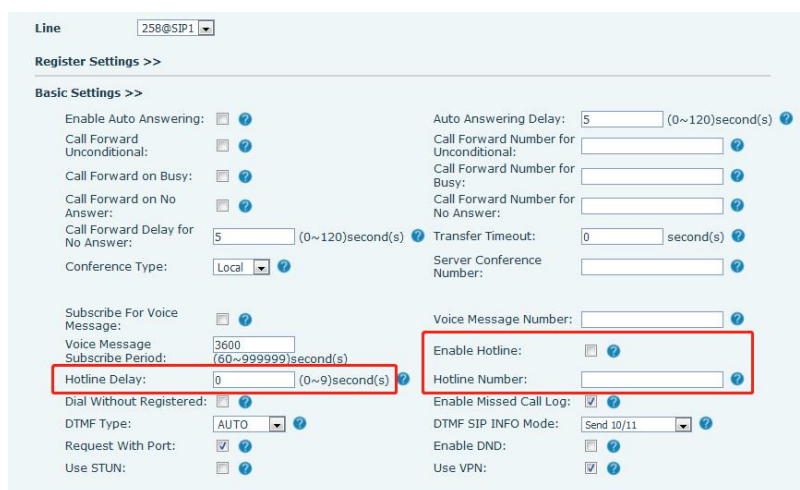 Line 258@SIP1
Register Settings >>
Basic Settings >>
Enable Auto Answering: Auto Answering Delay: 5 (0~120)second(s)
Call Forward Unconditional: Call Forward Number for Unconditional:
Call Forward on Busy: Call Forward Number for Busy:
Call Forward on No Answer: Call Forward Number for No Answer:
Call Forward Delay for No Answer: 5 (0~120)second(s) Transfer Timeout: 0 second(s)
Conference Type: Local Server Conference Number:
Subscribe For Voice Message: Voice Message Number:
Voice Message Subscribe Period: 3600 (60~999999)second(s) Enable Hotline:
Hotline Delay: 0 (0~9)second(s) Hotline Number:
Dial Without Registered: Enable Missed Call Log:
DTMF Type: AUTO DTMF SIP INFO Mode: Send 10/11
Request With Port: Enable DND:
Use STUN: Use VPN: